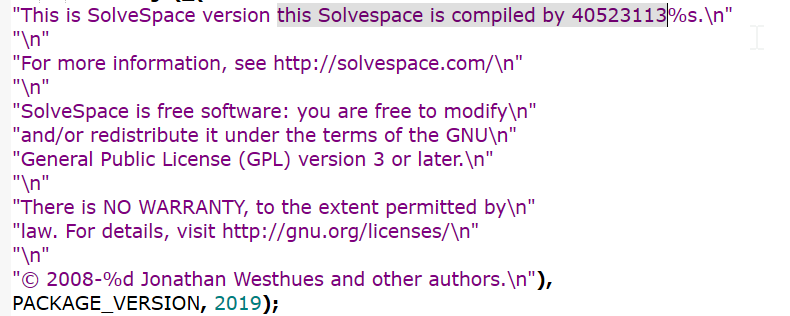 "This is SolveSpace version this Solvespace is compiled by 40523113%s.\n"
"\n"
"For more information, see http://solvespace.com/\n"
"\n"
"SolveSpace is free software: you are free to modify\n"
"and/or redistribute it under the terms of the GNU\n"
"General Public License (GPL) version 3 or later.\n"
"\n"
"There is NO WARRANTY, to the extent permitted by\n"
"law. For details, visit http://gnu.org/licenses/\n"
"\n"
"© 2008-%d Jonathan Westhues and other authors.\n"),
PACKAGE_VERSION, 2019);